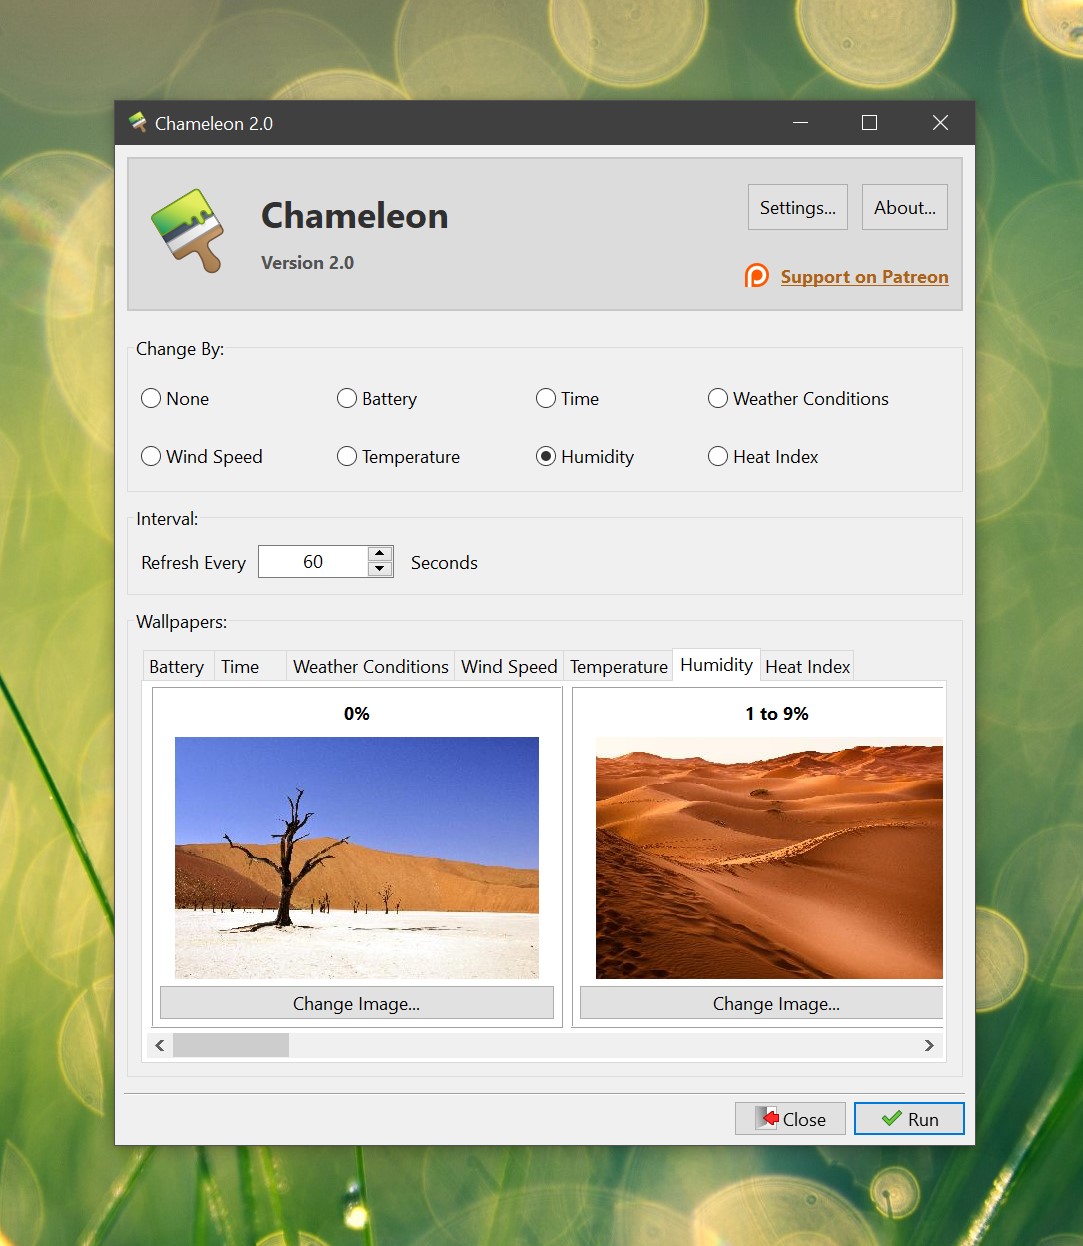 Chameleon 2.0
Chameleon
Version 2.0
Settings...
About...
Support on Patreon
Change By:
None
Battery
Time
Weather Conditions
Wind Speed
Temperature
Humidity
Heat Index
Interval:
Refresh Every 60 Seconds
Wallpapers:
Battery Time Weather Conditions Wind Speed Temperature Humidity Heat Index
0%
1 to 9%
Change Image...
Change Image...
Close
Run